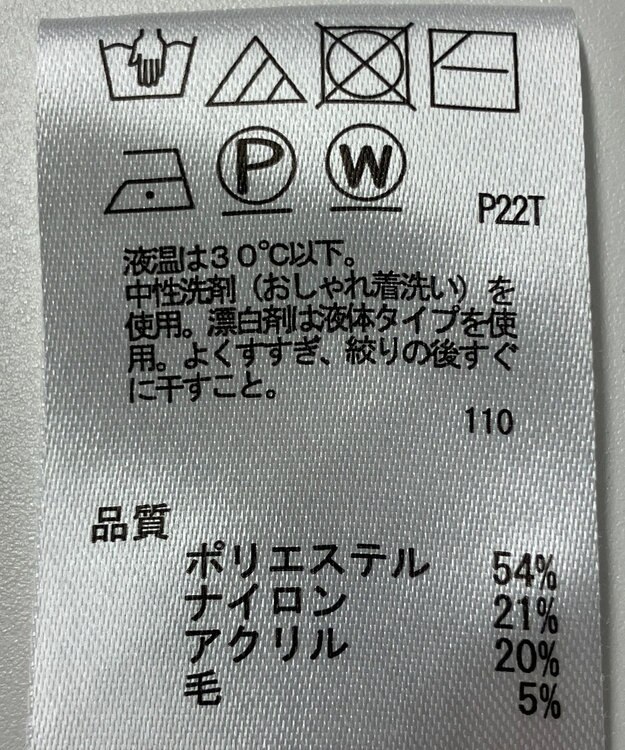 P W
P22T
液温は30℃以下。
中性洗剤（おしゃれ着洗い）を
使用。漂白剤は液体タイプを使
用。よくすすぎ、絞りの後すぐ
に干すこと。
110
品質
ポリエステル 54%
ナイロン 21%
アクリル 20%
毛 5%